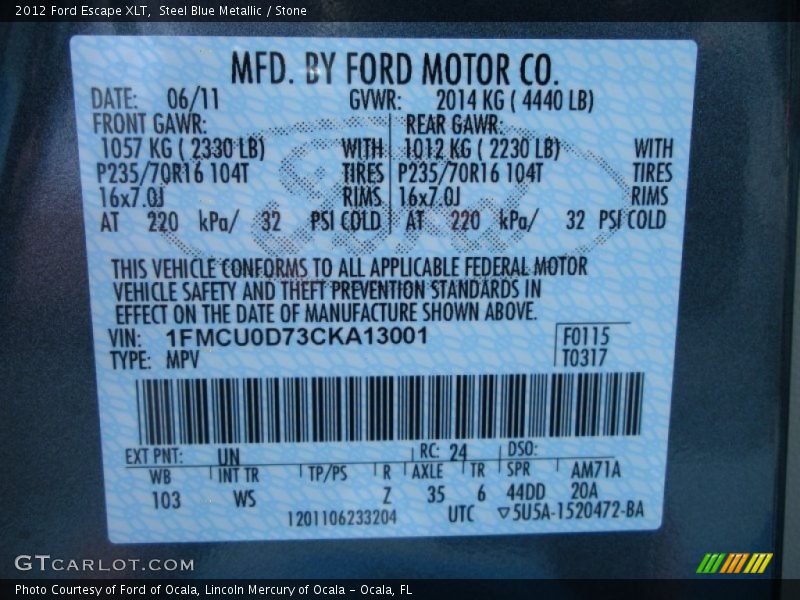 2012 Ford Escape XLT,  Steel Blue Metallic / Stone
MFD. BY FORD MOTOR CO.
DATE: 06/11 GVWR: 2014 KG ( 4440 LB)
FRONT GAWR: REAR GAWR:
1057 KG ( 2330 LB) WITH 1012 KG ( 2230 LB) WITH
P235/70R16 104T TIRES P235/70R16 104T TIRES
16x7.0J RIMS 16x7.0J RIMS
AT 220 kPa/ 32 PSI COLD AT 220 kPa/ 32 PSI COLD
THIS VEHICLE CONFORMS TO ALL APPLICABLE FEDERAL MOTOR
VEHICLE SAFETY AND THEFT PREVENTION STANDARDS IN
EFFECT ON THE DATE OF MANUFACTURE SHOWN ABOVE.
VIN: 1FMCU0D73CKA13001 F0115
TYPE: MPV T0317
EXT PNT: UN RC: 24 DSO:
WB INT TR TP/PS R AXLE TR SPR AM71A
103 WS Z 35 6 44DD 20A
1201106233204 UTC ▽5U5A-1520472-BA
GTCARLOT.COM
Photo Courtesy of Ford of Ocala, Lincoln Mercury of Ocala – Ocala, FL